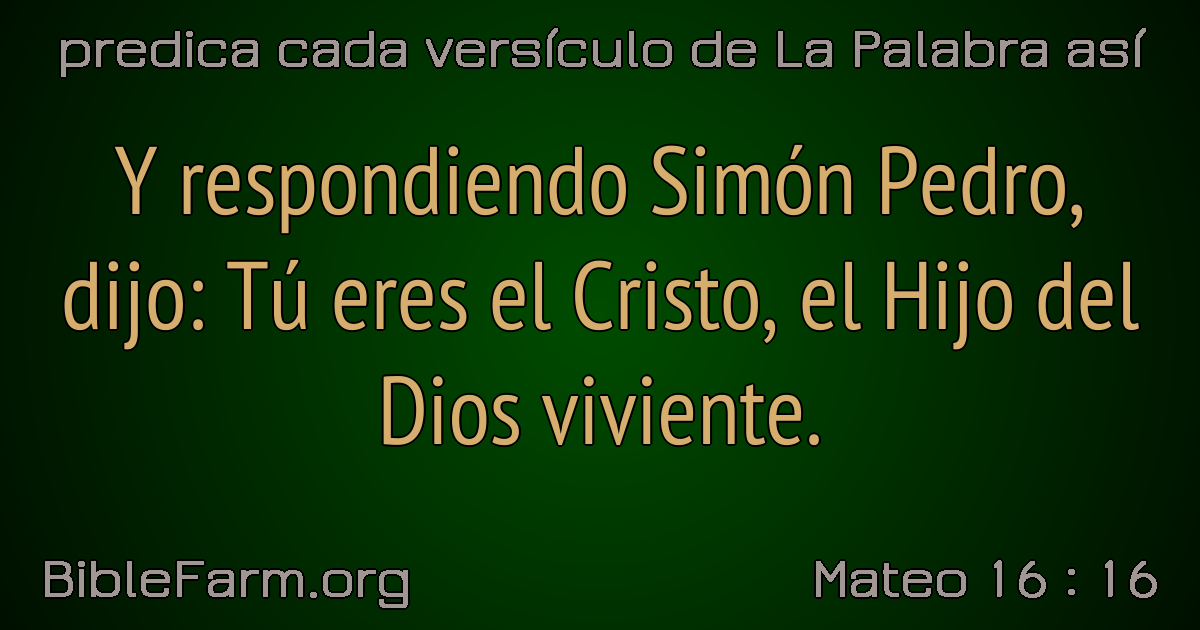 predica cada versículo de La Palabra así
Y respondiendo Simón Pedro,
dijo: Tú eres el Cristo, el Hijo del
Dios viviente.
BibleFarm.org
Mateo 16 : 16